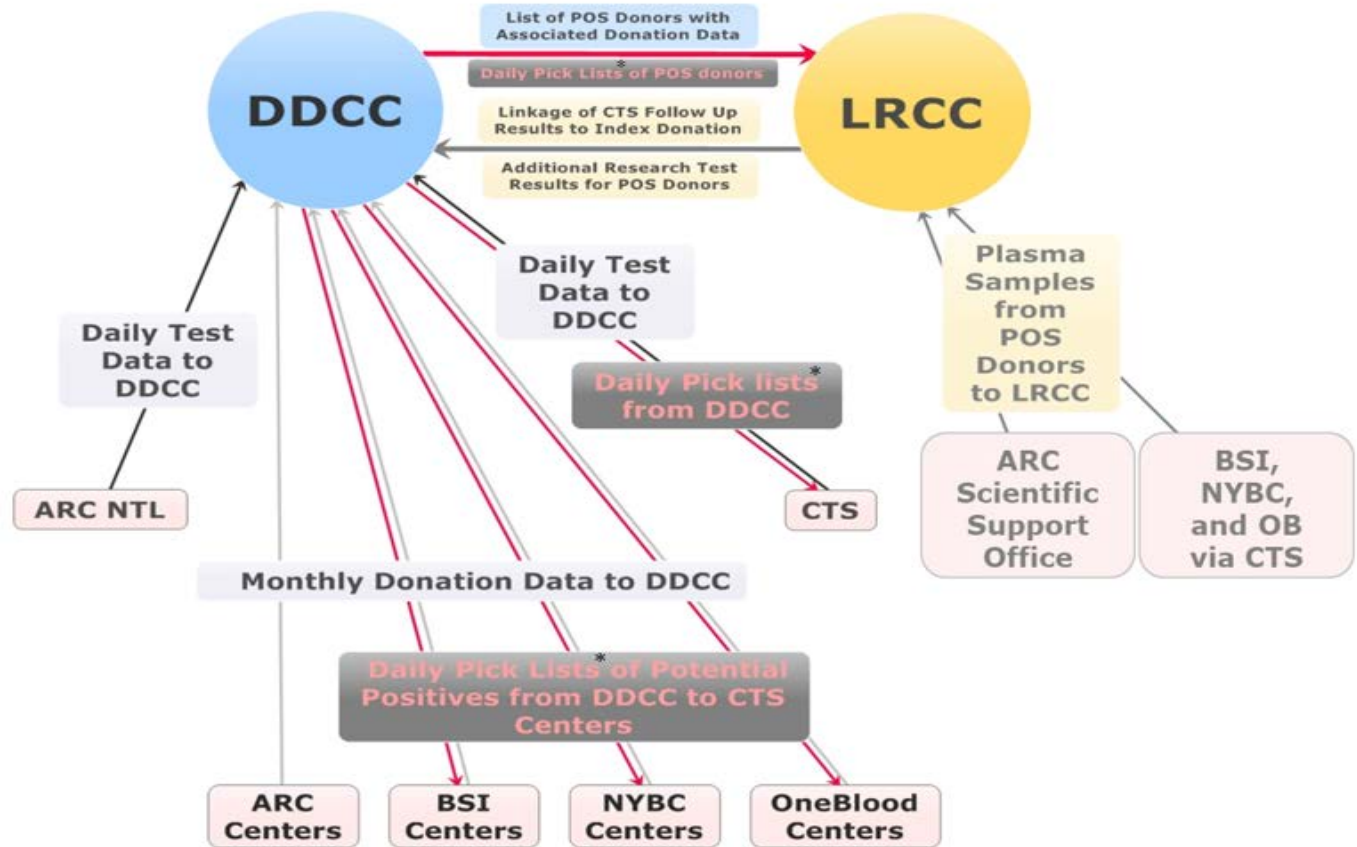 List of POS Donors with
Associated Donation Data
Daily Pick Lists* of POS donors
DDCC
LRCC
Linkage of CTS Follow Up
Results to Index Donation
Additional Research Test
Results for POS Donors
Daily Test
Data to
DDCC
Daily Test
Data to
DDCC
Plasma
Samples
from
POS
Donors
to LRCC
Daily Pick lists*
from DDCC
ARC NTL
CTS
ARC
Scientific
Support
Office
BSI,
NYBC,
and OB
via CTS
Monthly Donation Data to DDCC
Daily Pick Lists* of Potential
Positives from DDCC to CTS
Centers
ARC
Centers
BSI
Centers
NYBC
Centers
OneBlood
Centers